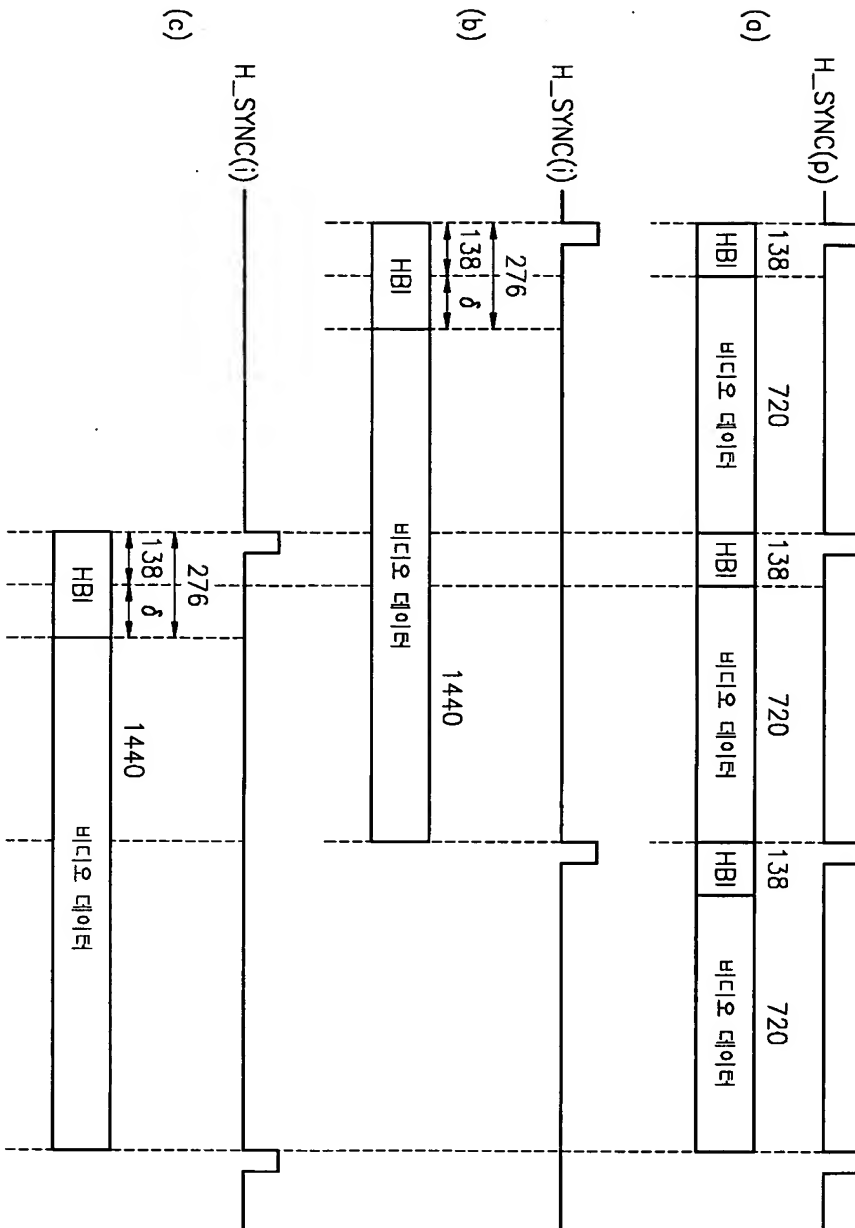 (a)
H_SYNC(p)
138 720 138 720 138 720
HBI 비디오 데이터 HBI 비디오 데이터 HBI 비디오 데이터
(b)
H_SYNC(i)
276
138 δ 1440
HBI 비디오 데이터
(c)
H_SYNC(i)
276
138 δ 1440
HBI 비디오 데이터